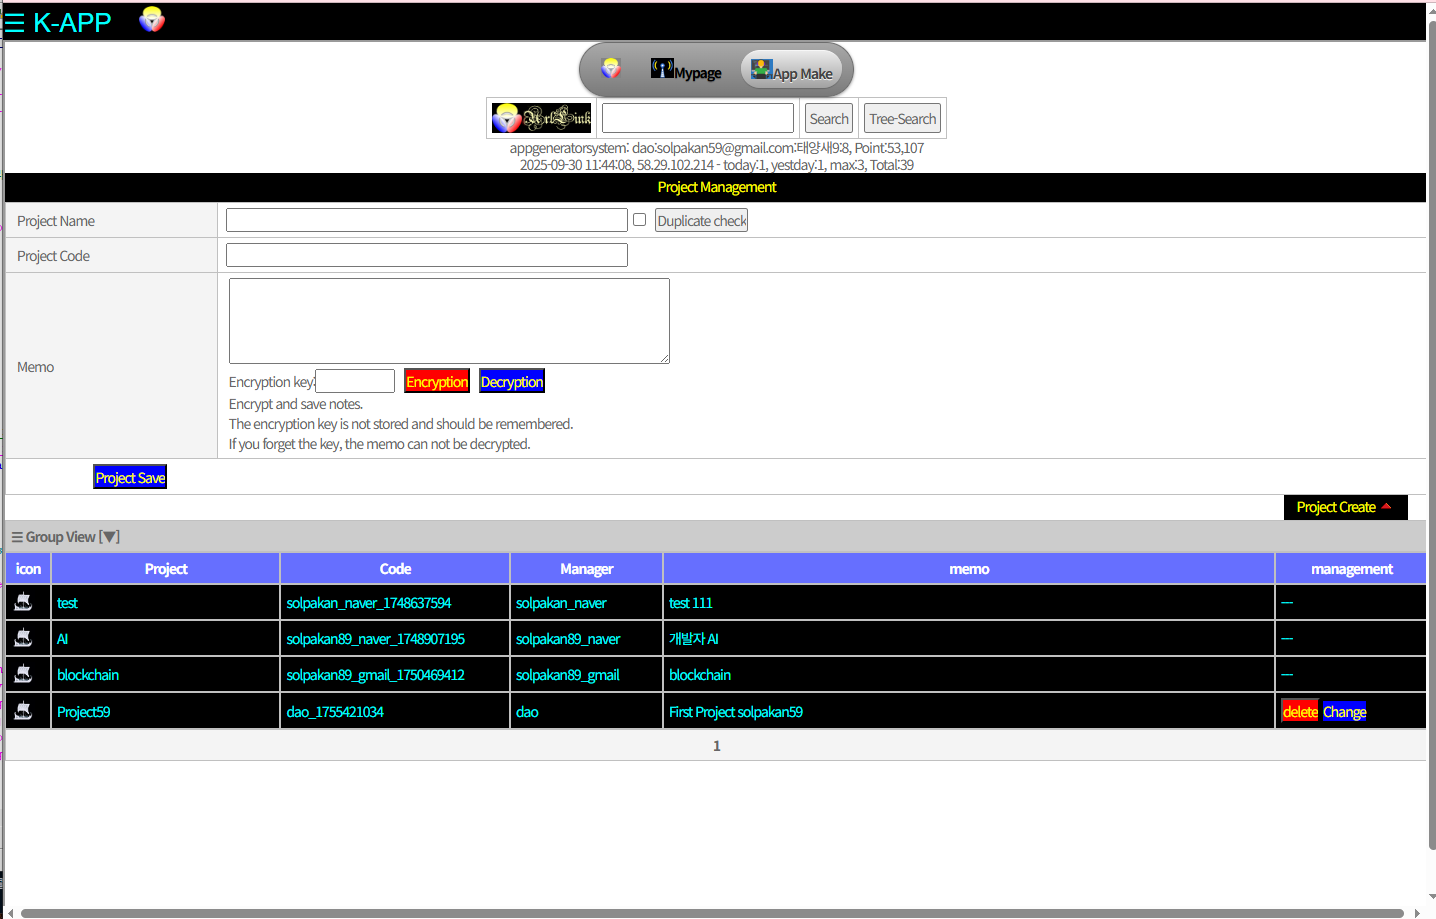 ☰ K-APP
Mypage App Make
UrlLink Search Tree-Search
appgeneratorsystem: dao:solpakan59@gmail.com:태양새9:8, Point:53,107
2025-09-30 11:44:08, 58.29.102.214 - today:1, yestday:1, max:3, Total:39
Project Management
Project Name Duplicate check
Project Code
Memo
Encryption key: Encryption Decryption
Encrypt and save notes.
The encryption key is not stored and should be remembered.
If you forget the key, the memo can not be decrypted.
Project Save
Project Create
☰ Group View [▼]
icon Project Code Manager memo management
test solpakan_naver_1748637594 solpakan_naver test 111 ---
AI solpakan89_naver_1748907195 solpakan89_naver 개발자 AI ---
blockchain solpakan89_gmail_1750469412 solpakan89_gmail blockchain ---
Project59 dao_1755421034 dao First Project solpakan59 delete Change
1